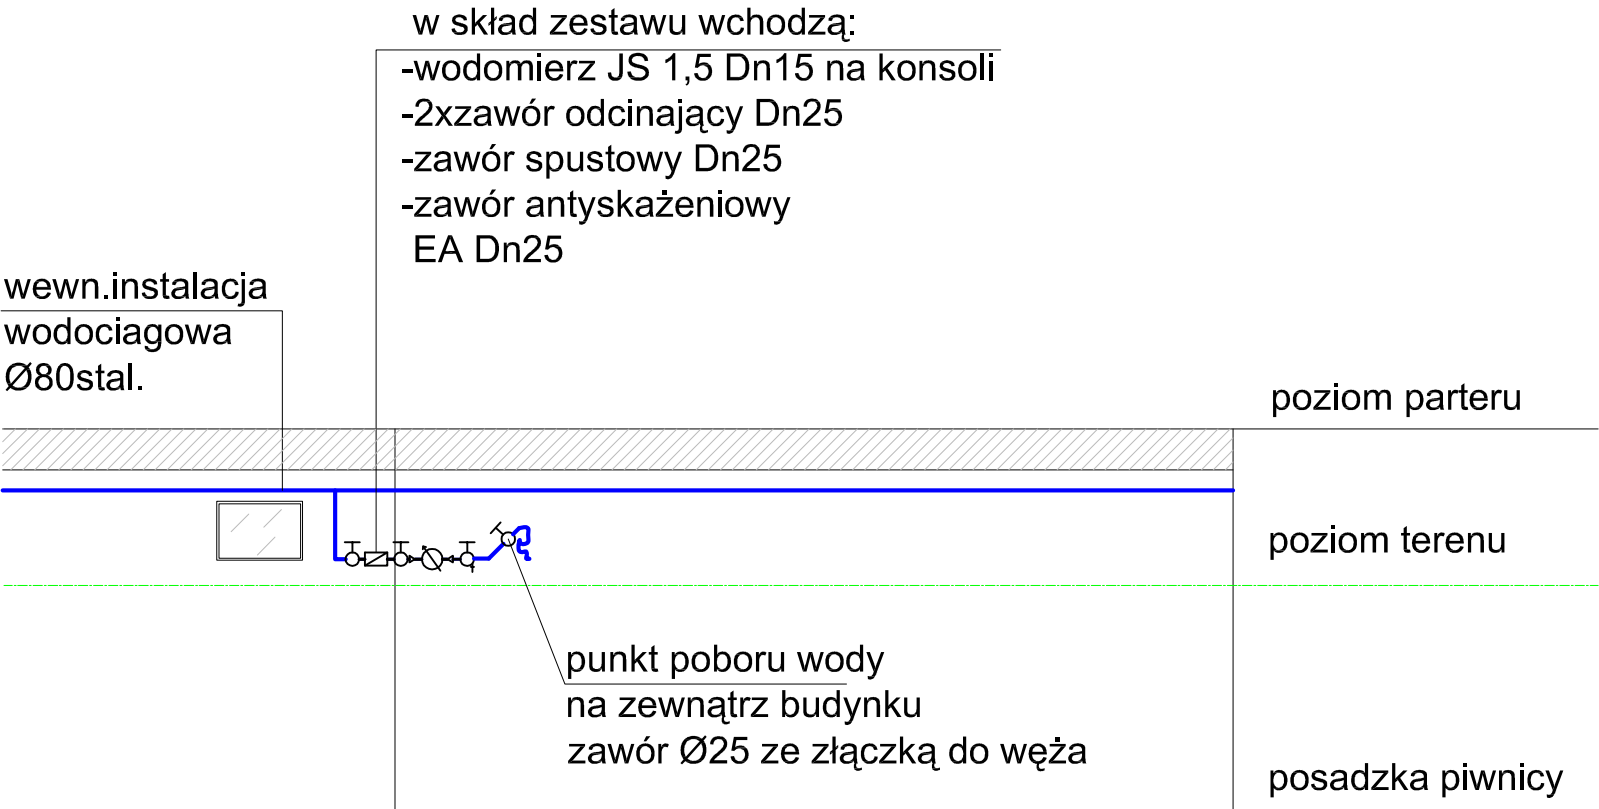 w skład zestawu wchodzą:
-wodomierz JS 1,5 Dn15 na konsoli
-2xzawór odcinający Dn25
-zawór spustowy Dn25
-zawór antyskażeniowy
EA Dn25
wewn.instalacja
wodociagowa
Ø80stal.
poziom parteru
poziom terenu
punkt poboru wody
na zewnątrz budynku
zawór Ø25 ze złączką do węża
posadzka piwnicy